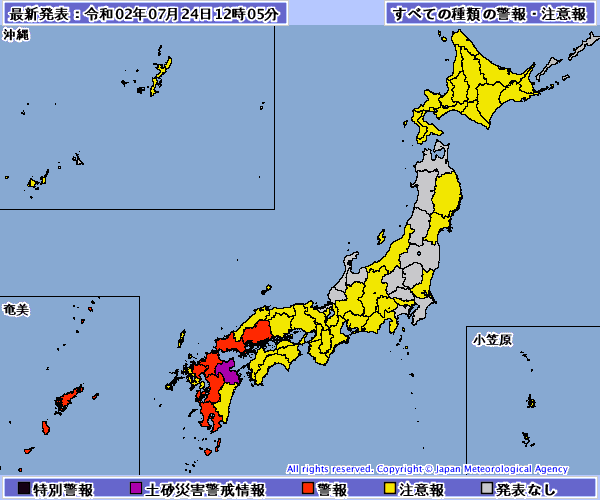 最新発表：令和02年07月24日12時05分
すべての種類の警報・注意報
沖縄
奄美
小笠原
All rights reserved. Copyright © Japan Meteorological Agency
特別警報 土砂災害警戒情報 警報 注意報 発表なし